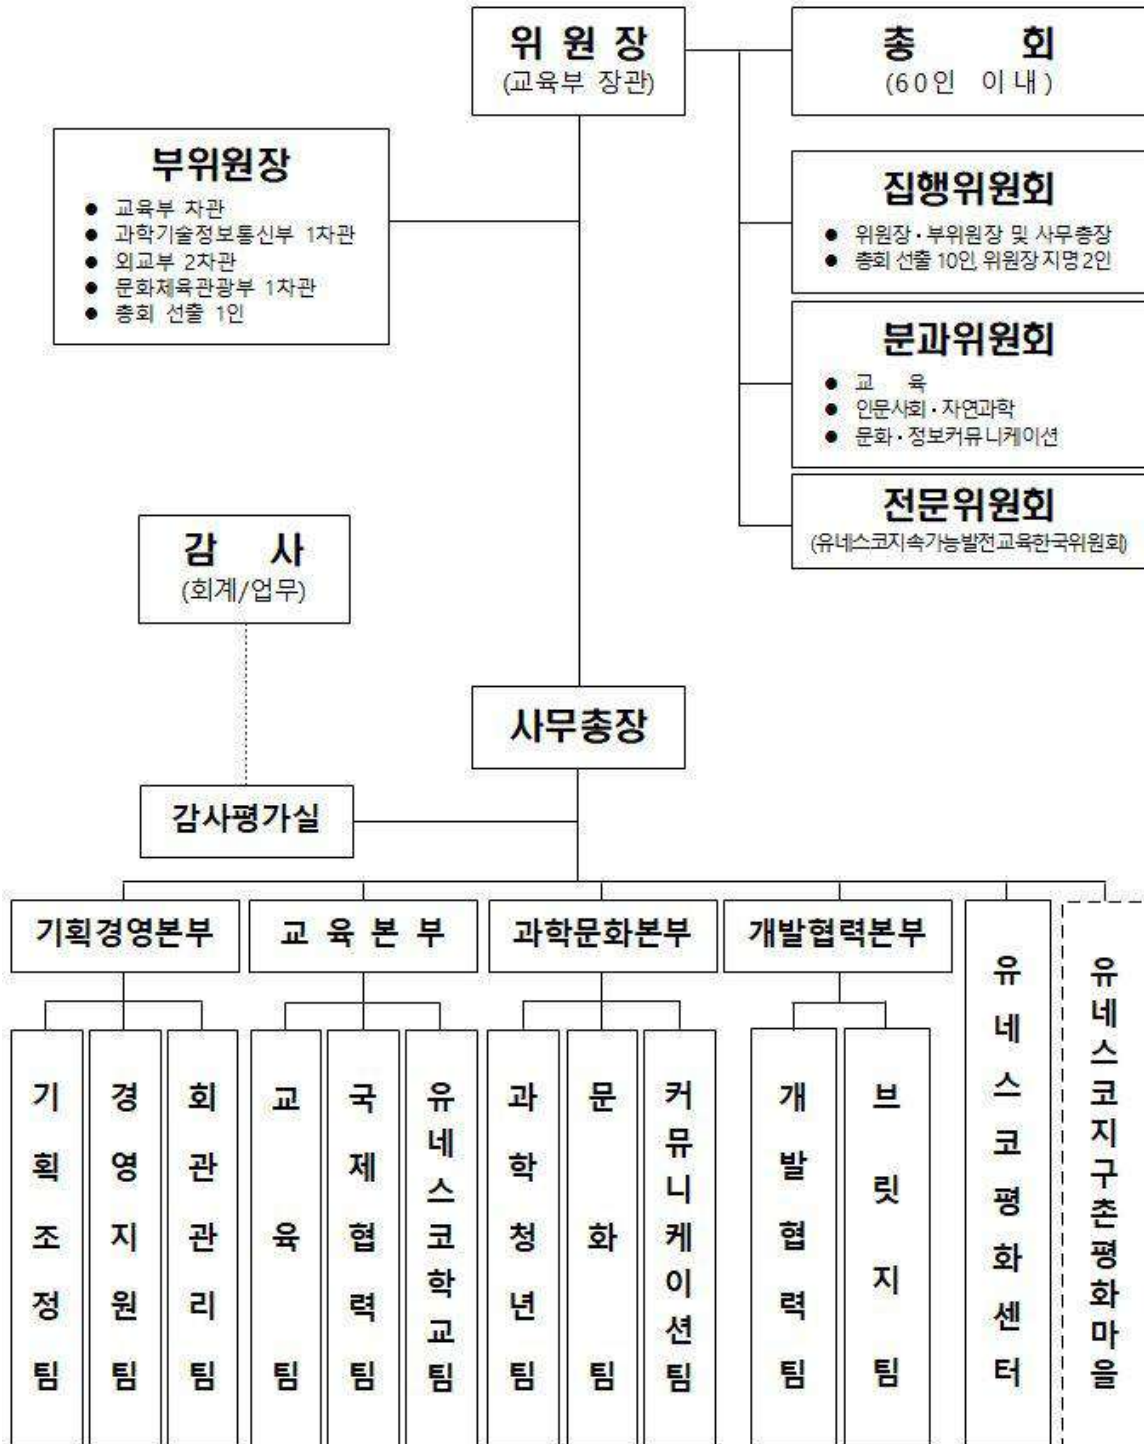 위 원 장
(교육부 장관)
총 회
(60인 이내)
부위원장
● 교육부 차관
● 과학기술정보통신부 1차관
● 외교부 2차관
● 문화체육관광부 1차관
● 총회 선출 1인
집행위원회
● 위원장·부위원장 및 사무총장
● 총회 선출 10인, 위원장 지명 2인
분과위원회
● 교 육
● 인문사회·자연과학
● 문화·정보커뮤니케이션
전문위원회
(유네스코지속가능발전교육한국위원회)
감 사
(회계/업무)
사무총장
감사평가실
기획경영본부
교 육 본 부
과학문화본부
개발협력본부
기획조정팀
경영지원팀
회관관리팀
교육팀
국제협력팀
유네스코학교팀
과학청년팀
문화팀
커뮤니케이션팀
개발협력팀
브릿지팀
유네스코평화센터
유네스코지구촌평화마을